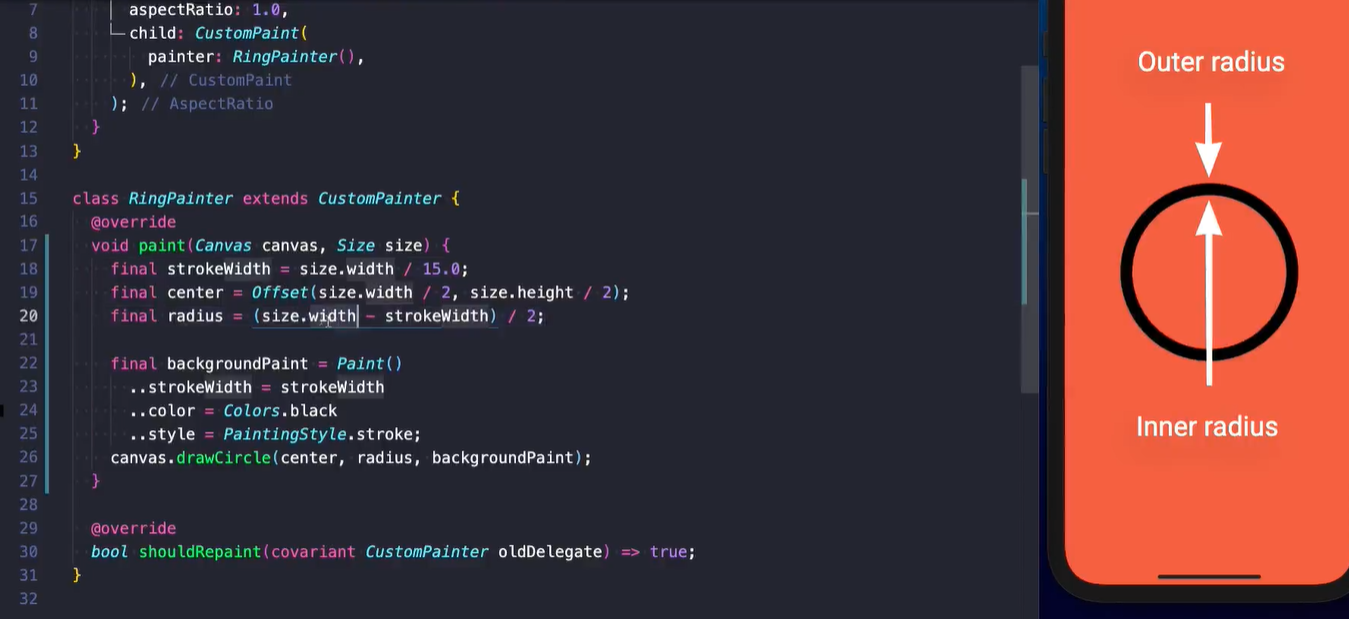 7 aspectRatio: 1.0,
8 child: CustomPaint(
9 painter: RingPainter(),
10 ), // CustomPaint
11 ); // AspectRatio
12 }
13 }
14
15 class RingPainter extends CustomPainter {
16 @override
17 void paint(Canvas canvas, Size size) {
18 final strokeWidth = size.width / 15.0;
19 final center = Offset(size.width / 2, size.height / 2);
20 final radius = (size.width - strokeWidth) / 2;
21
22 final backgroundPaint = Paint()
23 ..strokeWidth = strokeWidth
24 ..color = Colors.black
25 ..style = PaintingStyle.stroke;
26 canvas.drawCircle(center, radius, backgroundPaint);
27 }
28
29 @override
30 bool shouldRepaint(covariant CustomPainter oldDelegate) => true;
31 }
32
Outer radius
Inner radius